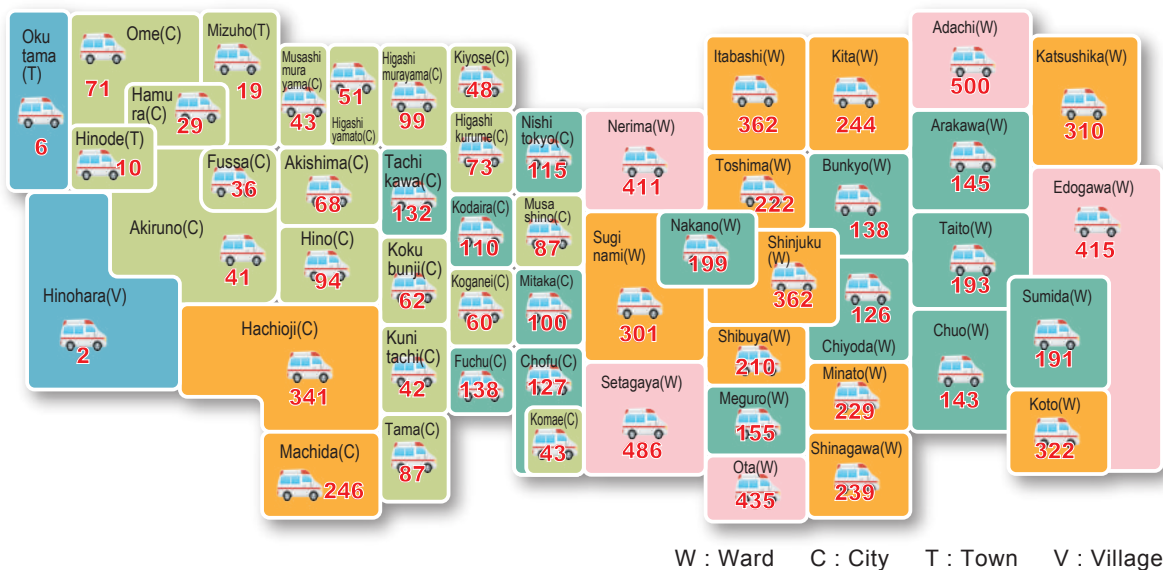 Oku
tama
(T)
6
Ome(C)
71
Mizuho(T)
19
Hamu
ra(C)
29
Hinode(T)
10
Fussa(C)
36
Akiruno(C)
41
Hinohara(V)
2
Musashi
mura
yama(C)
43
51
Higashi
yamato(C)
Higashi
murayama(C)
99
Kiyose(C)
48
Higashi
kurume(C)
73
Akishima(C)
68
Tachi
kawa(C)
132
Hino(C)
94
Koku
bunji(C)
62
Kodaira(C)
110
Koganei(C)
60
Hachioji(C)
341
Kuni
tachi(C)
42
Fuchu(C)
138
Machida(C)
246
Tama(C)
87
Nishi
tokyo(C)
115
Musa
shino(C)
87
Mitaka(C)
100
Chofu(C)
127
Komae(C)
43
Nerima(W)
411
Sugi
nami(W)
301
Setagaya(W)
486
Itabashi(W)
362
Kita(W)
244
Toshima(W)
222
Bunkyo(W)
138
Nakano(W)
199
Shinjuku
(W)
362
126
Chiyoda(W)
Shibuya(W)
210
Minato(W)
229
Meguro(W)
155
Ota(W)
435
Shinagawa(W)
239
Adachi(W)
500
Katsushika(W)
310
Arakawa(W)
145
Taito(W)
193
Edogawa(W)
415
Sumida(W)
191
Chuo(W)
143
Koto(W)
322
W : Ward C : City T : Town V : Village